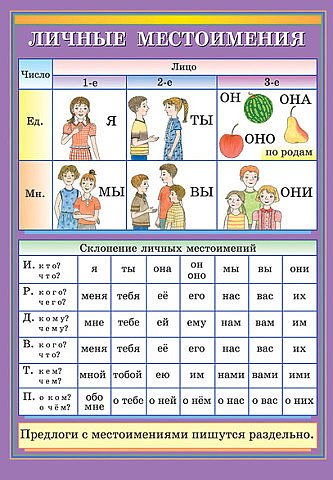 ЛИЧНЫЕ МЕСТОИМЕНИЯ
Число Лицо
1-е 2-е 3-е
Ед. Я ТЫ ОН ОНА ОНО
по родам
Мн. МЫ ВЫ ОНИ
Склонение личных местоимений
И. кто? что? я ты она он оно мы вы они
Р. кого? чего? меня тебя её его нас вас их
Д. кому? чему? мне тебе ей ему нам вам им
В. кого? что? меня тебя её его нас вас их
Т. кем? чем? мной тобой ею им нами вами ими
П. о ком? о чём? обо мне о тебе о ней о нём о нас о вас о них
Предлоги с местоимениями пишутся раздельно.